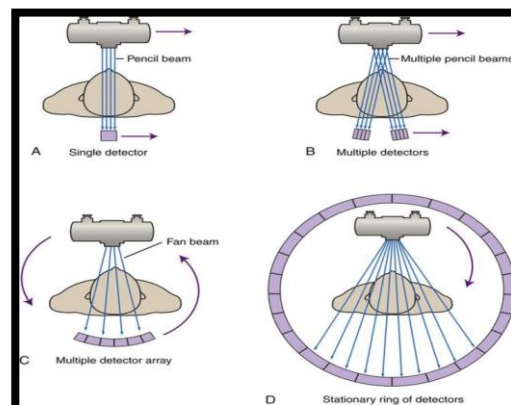 Pencil beam
A
Single detector
Multiple pencil beams
B
Multiple detectors
Fan beam
C
Multiple detector array
D
Stationary ring of detectors